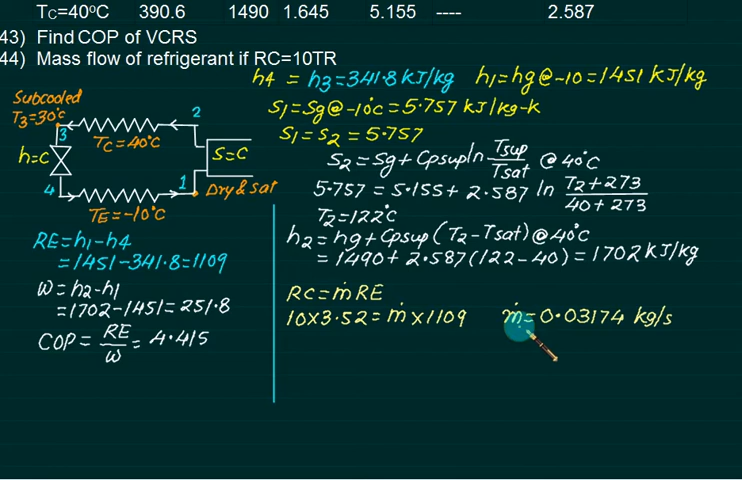 Tc=40ºC 390.6 1490 1.645 5.155 ---- 2.587
43) Find COP of VCRS
44) Mass flow of refrigerant if RC=10TR
h4 = h3=341.8 KJ/kg h1=hg@-10=1451 KJ/kg
S1=Sg@-10°C=5.757 KJ/kg-k
S1=S2=5.757
S2=Sg+Cpsup ln Tsup/Tsat @40°C
5.757=5.155+2.587 ln T2+273/40+273
T2=122°C
h2=hg+Cpsup(T2-Tsat)@40°C
=1490+2.587(122-40)=1702 KJ/kg
RC=ṁRE
10x3.52=ṁx1109 ṁ=0.03174 kg/s
Subcooled
T3=30°C
3
2
Tc=40°C
h=c
S=C
4
1
Dry & sat
TE=-10°C
RE=h1-h4
=1451-341.8=1109
W=h2-h1
=1702-1451=251.8
COP=RE/W=4.415